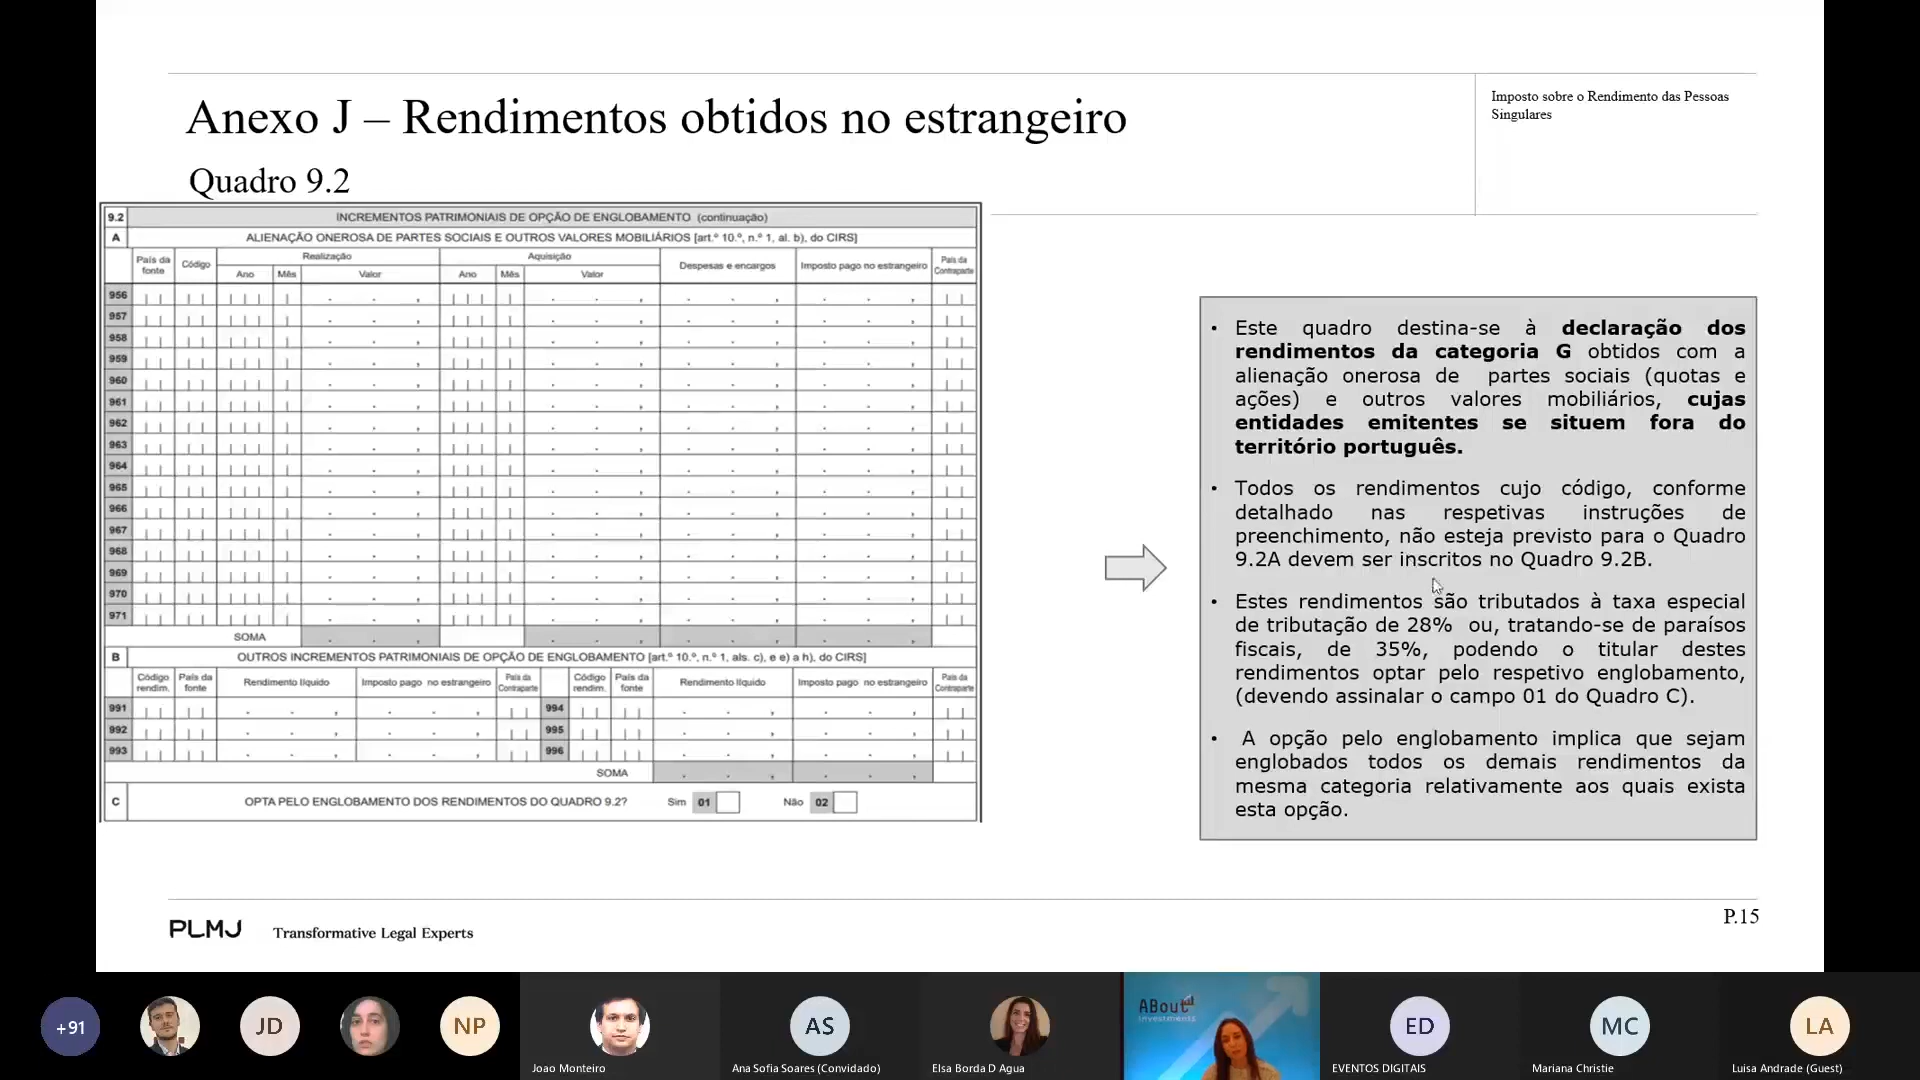 Anexo J – Rendimentos obtidos no estrangeiro
Imposto sobre o Rendimento das Pessoas
Singulares
Quadro 9.2
9.2 INCREMENTOS PATRIMONIAIS DE OPÇÃO DE ENGLOBAMENTO (continuação)
A ALIENAÇÃO ONEROSA DE PARTES SOCIAIS E OUTROS VALORES MOBILIÁRIOS [art.º 10.º, n.º 1, al. b), do CIRS]
País da fonte Código Realização Aquisição Despesas e encargos Imposto pago no estrangeiro País da Contraparte
Ano Mês Valor Ano Mês Valor
956
957
958
959
960
961
962
963
964
965
966
967
968
969
970
971
SOMA
B OUTROS INCREMENTOS PATRIMONIAIS DE OPÇÃO DE ENGLOBAMENTO [art.º 10.º, n.º 1, als. c), e e) a h), do CIRS]
Código rendim. País da fonte Rendimento líquido Imposto pago no estrangeiro País da Contraparte Código rendim. País da fonte Rendimento líquido Imposto pago no estrangeiro País da Contraparte
991 994
992 995
993 996
SOMA
C OPTA PELO ENGLOBAMENTO DOS RENDIMENTOS DO QUADRO 9.2? Sim 01 Não 02
• Este quadro destina-se à declaração dos
rendimentos da categoria G obtidos com a
alienação onerosa de partes sociais (quotas e
ações) e outros valores mobiliários, cujas
entidades emitentes se situem fora do
território português.
• Todos os rendimentos cujo código, conforme
detalhado nas respetivas instruções de
preenchimento, não esteja previsto para o Quadro
9.2A devem ser inscritos no Quadro 9.2B.
• Estes rendimentos são tributados à taxa especial
de tributação de 28% ou, tratando-se de paraísos
fiscais, de 35%, podendo o titular destes
rendimentos optar pelo respetivo englobamento,
(devendo assinalar o campo 01 do Quadro C).
• A opção pelo englobamento implica que sejam
englobados todos os demais rendimentos da
mesma categoria relativamente aos quais exista
esta opção.
PLMJ Transformative Legal Experts
P.15
+91 JD NP AS ED MC LA
ABout
Investments
Joao Monteiro Ana Sofia Soares (Convidado) Elsa Borda D Agua EVENTOS DIGITAIS Mariana Christie Luisa Andrade (Guest)